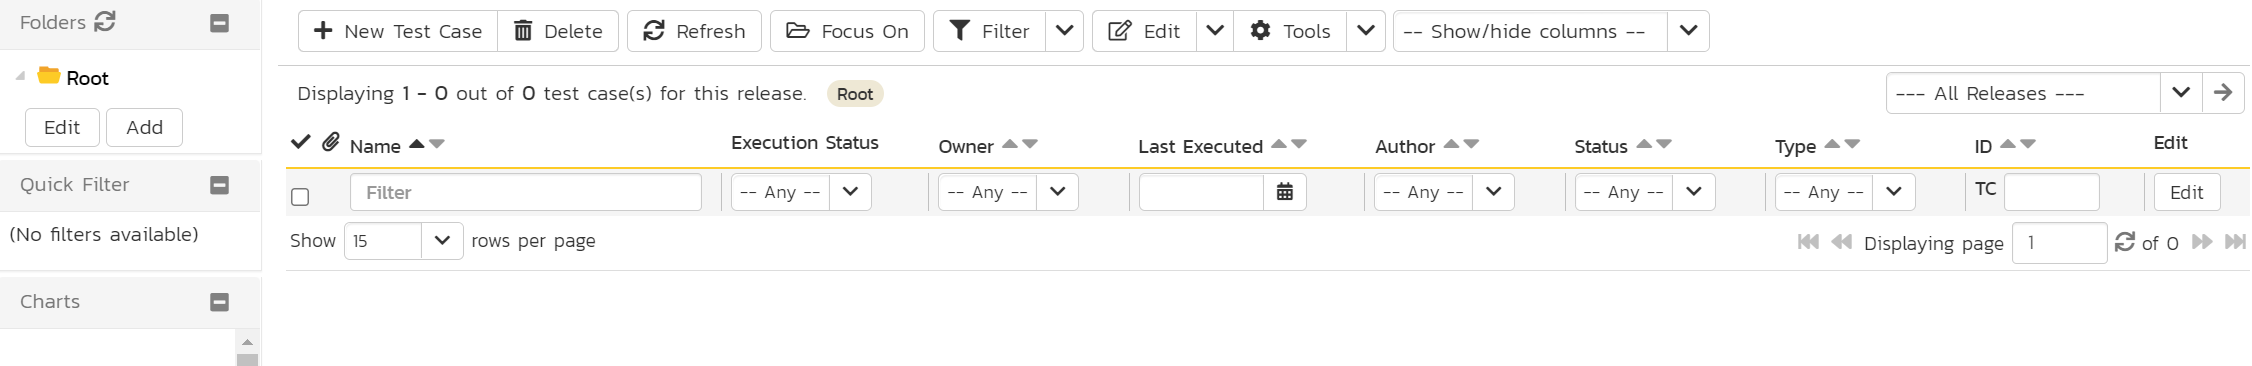 Folders
Root
Edit Add
Quick Filter
(No filters available)
Charts
New Test Case Delete Refresh Focus On Filter Edit Tools -- Show/hide columns --
Displaying 1 - 0 out of 0 test case(s) for this release. Root --- All Releases ---
Name Execution Status Owner Last Executed Author Status Type ID Edit
Filter -- Any -- -- Any -- -- Any -- -- Any -- -- Any -- TC Edit
Show 15 rows per page Displaying page 1 of 0